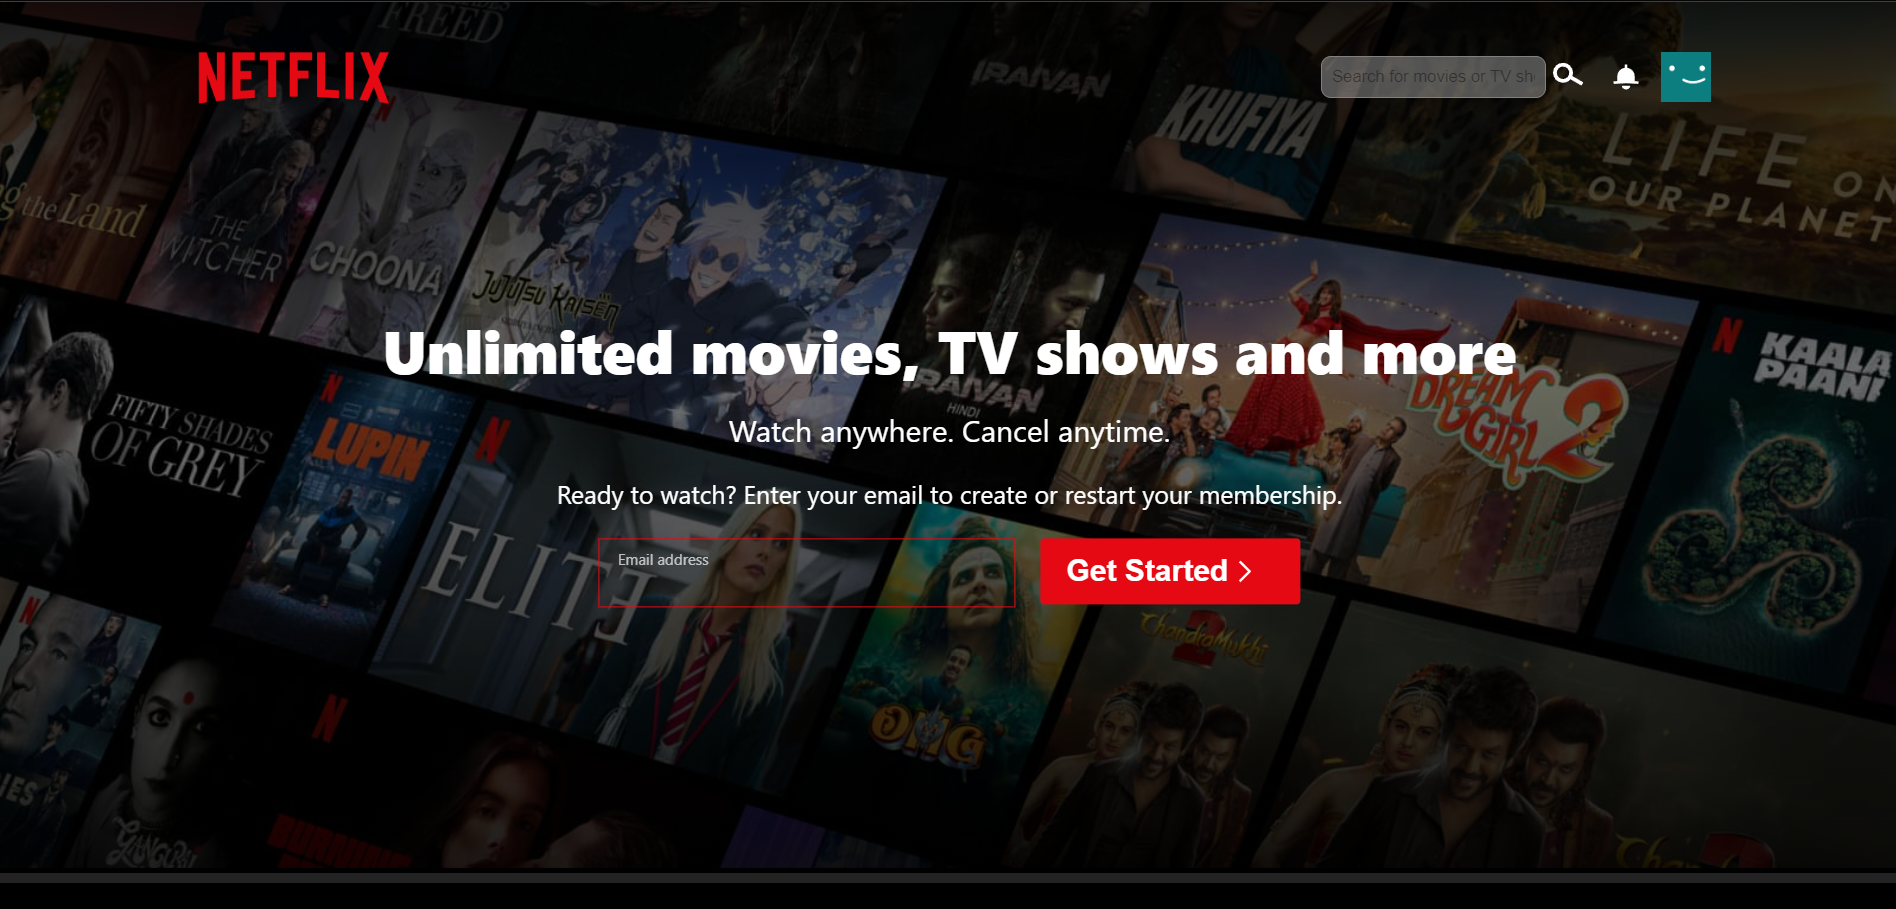 FREED
NETFLIX
Search for movies or TV sh
IRAIVAN
KHUFIYA
LIFE ON
OUR PLANET
the Land
THE
WITCHER
CHOONA
JUJUTSU KAISEN
Unlimited movies, TV shows and more
KAALA
PAANI
IRAIVAN
HINDI
DREAM
GIRL 2
FIFTY SHADES
OF GREY
LUPIN
Watch anywhere. Cancel anytime.
Ready to watch? Enter your email to create or restart your membership.
Email address
Get Started >
ELITE
ChandraMukhi
2
OMG